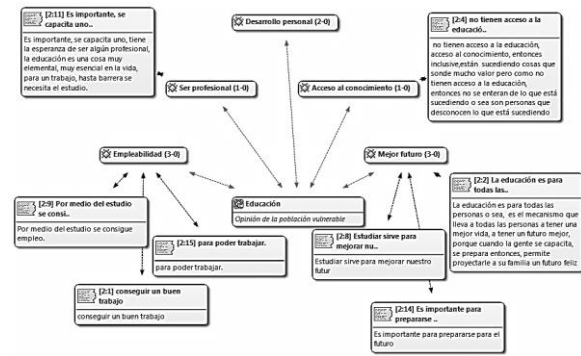 [2:11] Es importante, se
capacita uno..
Es importante, se capacita uno, tiene
la esperanza de ser algún profesional,
la educación es una cosa muy
elemental, muy esencial en la vida,
para un trabajo, hasta barrera se
necesita el estudio.
Desarrollo personal {2-0}
[2:4] no tienen acceso a la
educació..
no tienen acceso a la educación,
acceso al conocimiento, entonces
inclusive,están sucediendo cosas que
sonde mucho valor pero como no
tienen acceso a la educación,
entonces no se enteran de lo que está
sucediendo o sea son personas que
desconocen lo que está sucediendo
Ser profesional {1-0}
Acceso al conocimiento {1-0}
Empleabilidad {3-0}
Mejor futuro {3-0}
[2:9] Por medio del estudio
se consi..
Por medio del estudio se consigue
empleo.
Educación
Opinión de la población vulnerable
[2:2] La educación es para
todas las..
La educación es para todas las
personas o sea, es el mecanismo que
lleva a todas las personas a tener una
mejor vida, a tener un futuro mejor,
porque cuando la gente se capacita,
se prepara entonces, permite
proyectarle a su familia un futuro feliz
[2:15] para poder trabajar.
para poder trabajar.
[2:8] Estudiar sirve para
mejorar nu..
Estudiar sirve para mejorar nuestro
futur
[2:1] conseguir un buen
trabajo
conseguir un buen trabajo
[2:14] Es importante para
prepararse ..
Es importante para prepararse para el
futuro